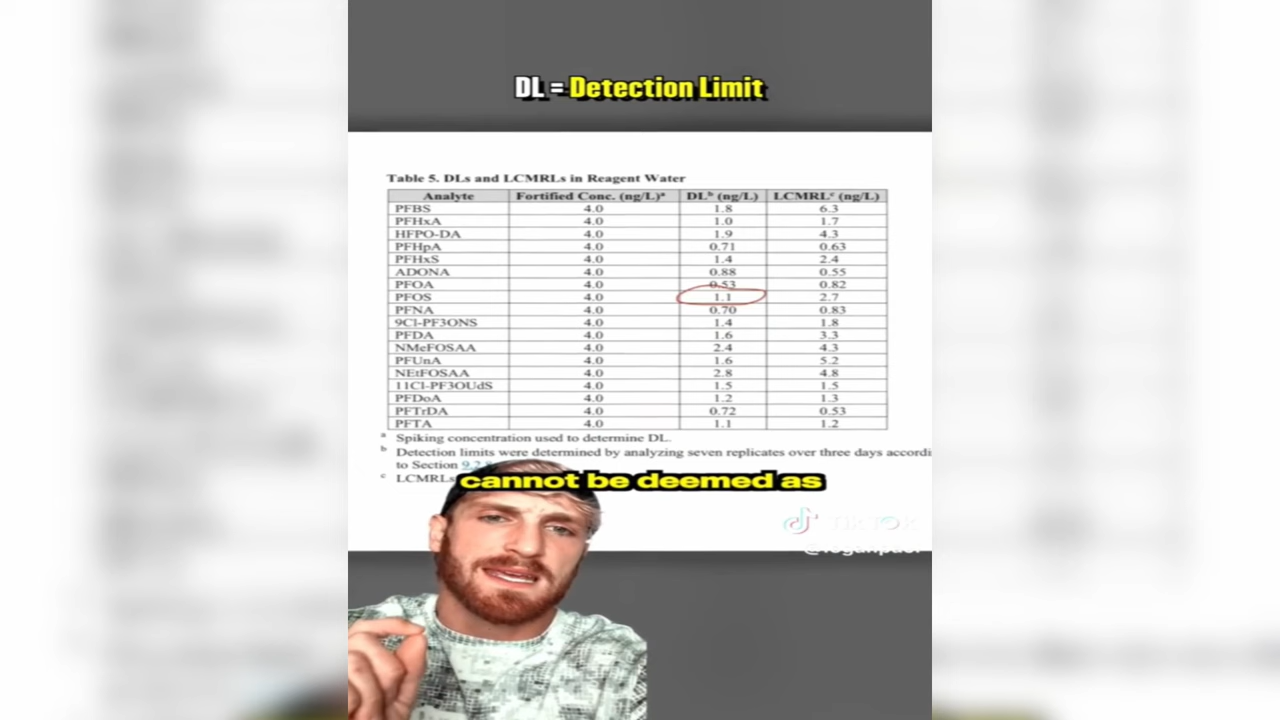 DL = Detection Limit
Table 5. DLs and LCMRLs in Reagent Water
Analyte Fortified Conc. (ng/L)ᵃ DLᵇ (ng/L) LCMRLᶜ (ng/L)
PFBS 4.0 1.8 6.3
PFHxA 4.0 1.0 1.7
HFPO-DA 4.0 1.9 4.3
PFHpA 4.0 0.71 0.63
PFHxS 4.0 1.4 2.4
ADONA 4.0 0.88 0.55
PFOA 4.0 0.53 0.82
PFOS 4.0 1.1 2.7
PFNA 4.0 0.70 0.83
9Cl-PF3ONS 4.0 1.4 1.8
PFDA 4.0 1.6 3.3
NMeFOSAA 4.0 2.4 4.3
PFUnA 4.0 1.6 5.2
NEtFOSAA 4.0 2.8 4.8
11Cl-PF3OUdS 4.0 1.5 1.5
PFDoA 4.0 1.2 1.3
PFTrDA 4.0 0.72 0.53
PFTA 4.0 1.1 1.2
ᵃ Spiking concentration used to determine DL.
ᵇ Detection limits were determined by analyzing seven replicates over three days accordi
to Section 9.2.
ᶜ LCMRLs
cannot be deemed as
TikTok
@loganpaul